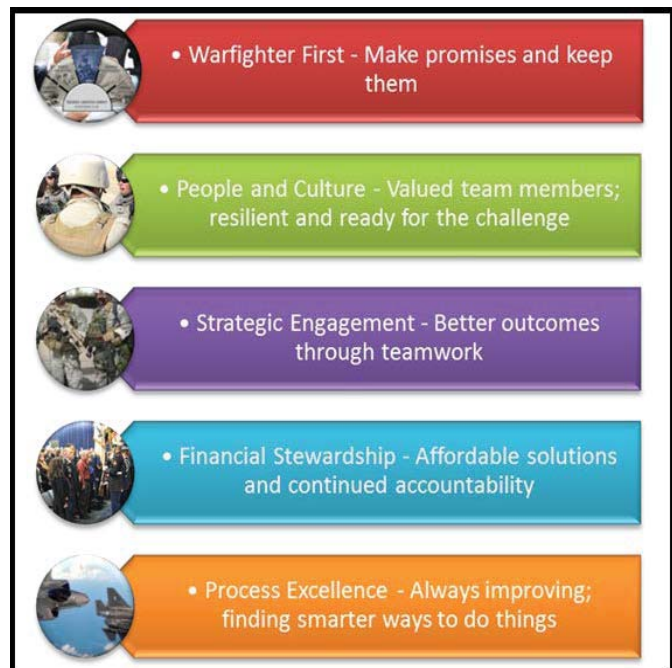 • Warfighter First - Make promises and keep
them
• People and Culture - Valued team members;
resilient and ready for the challenge
• Strategic Engagement - Better outcomes
through teamwork
• Financial Stewardship - Affordable solutions
and continued accountability
• Process Excellence - Always improving;
finding smarter ways to do things